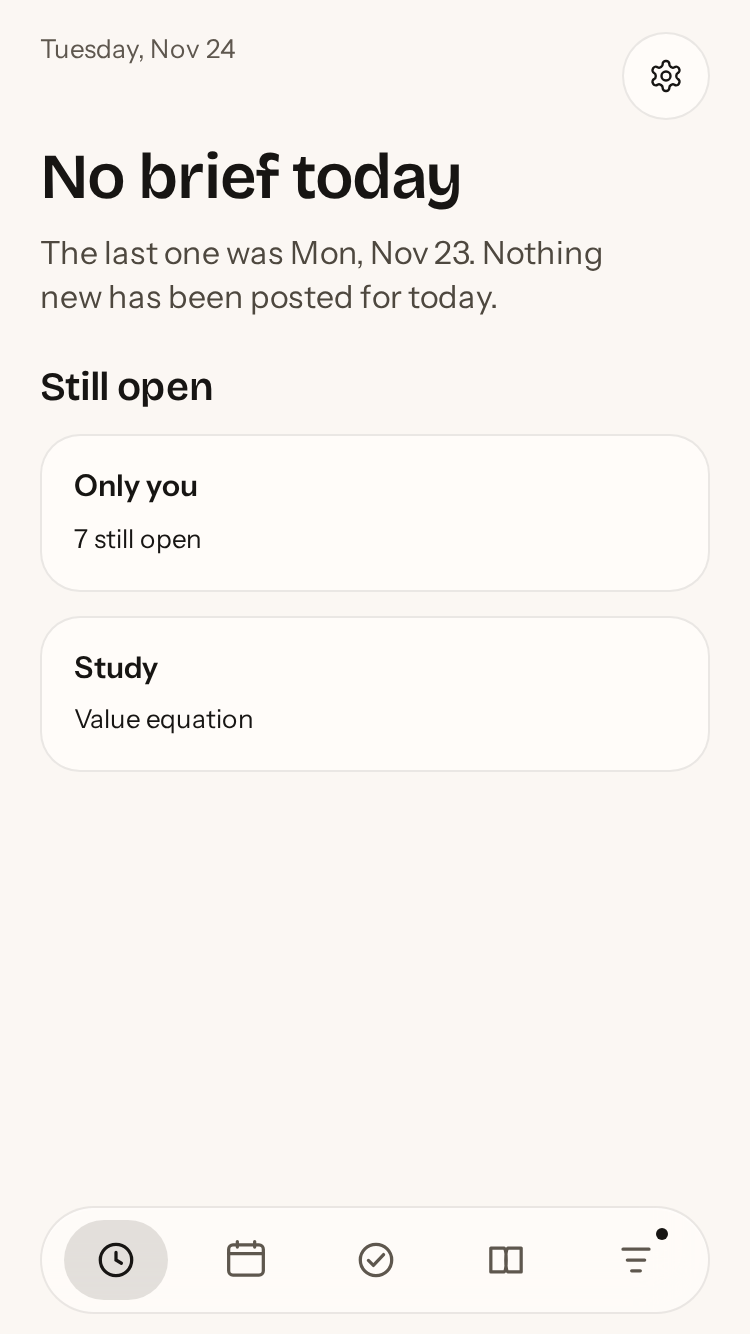 Tuesday, Nov 24
No brief today
The last one was Mon, Nov 23. Nothing
new has been posted for today.
Still open
Only you
7 still open
Study
Value equation